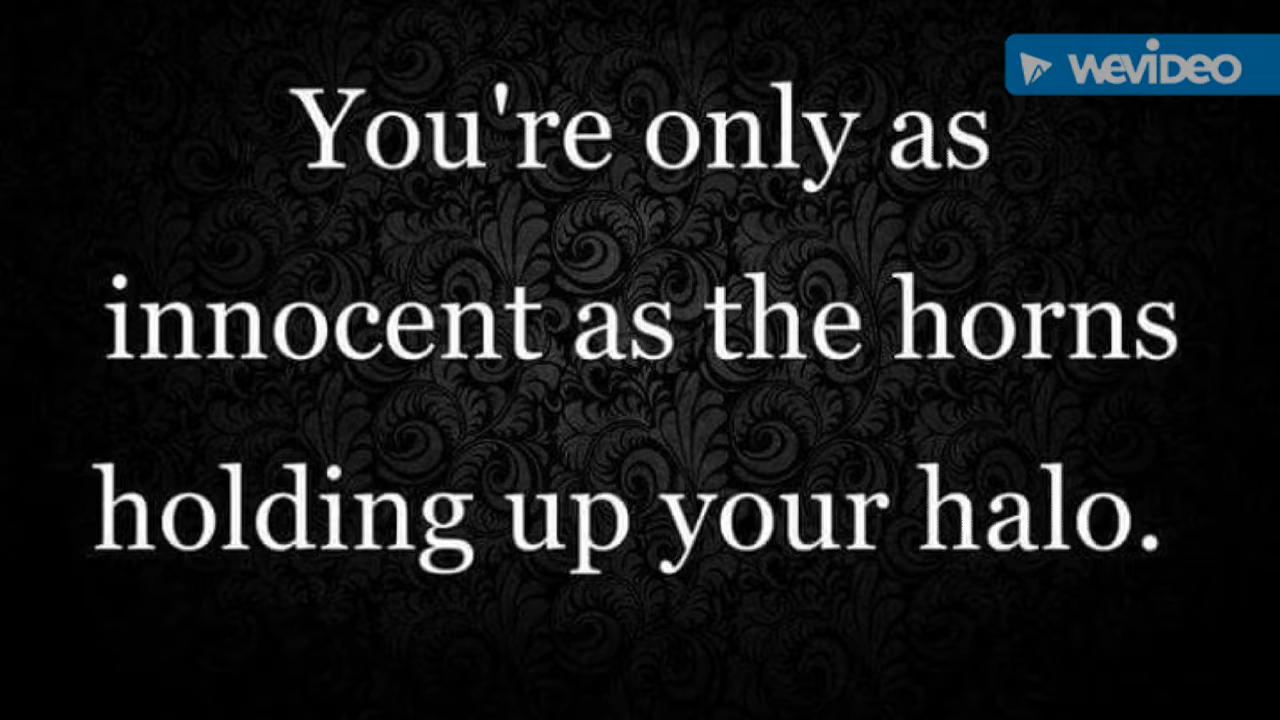 WEVIDEO
You're only as
innocent as the horns
holding up your halo.